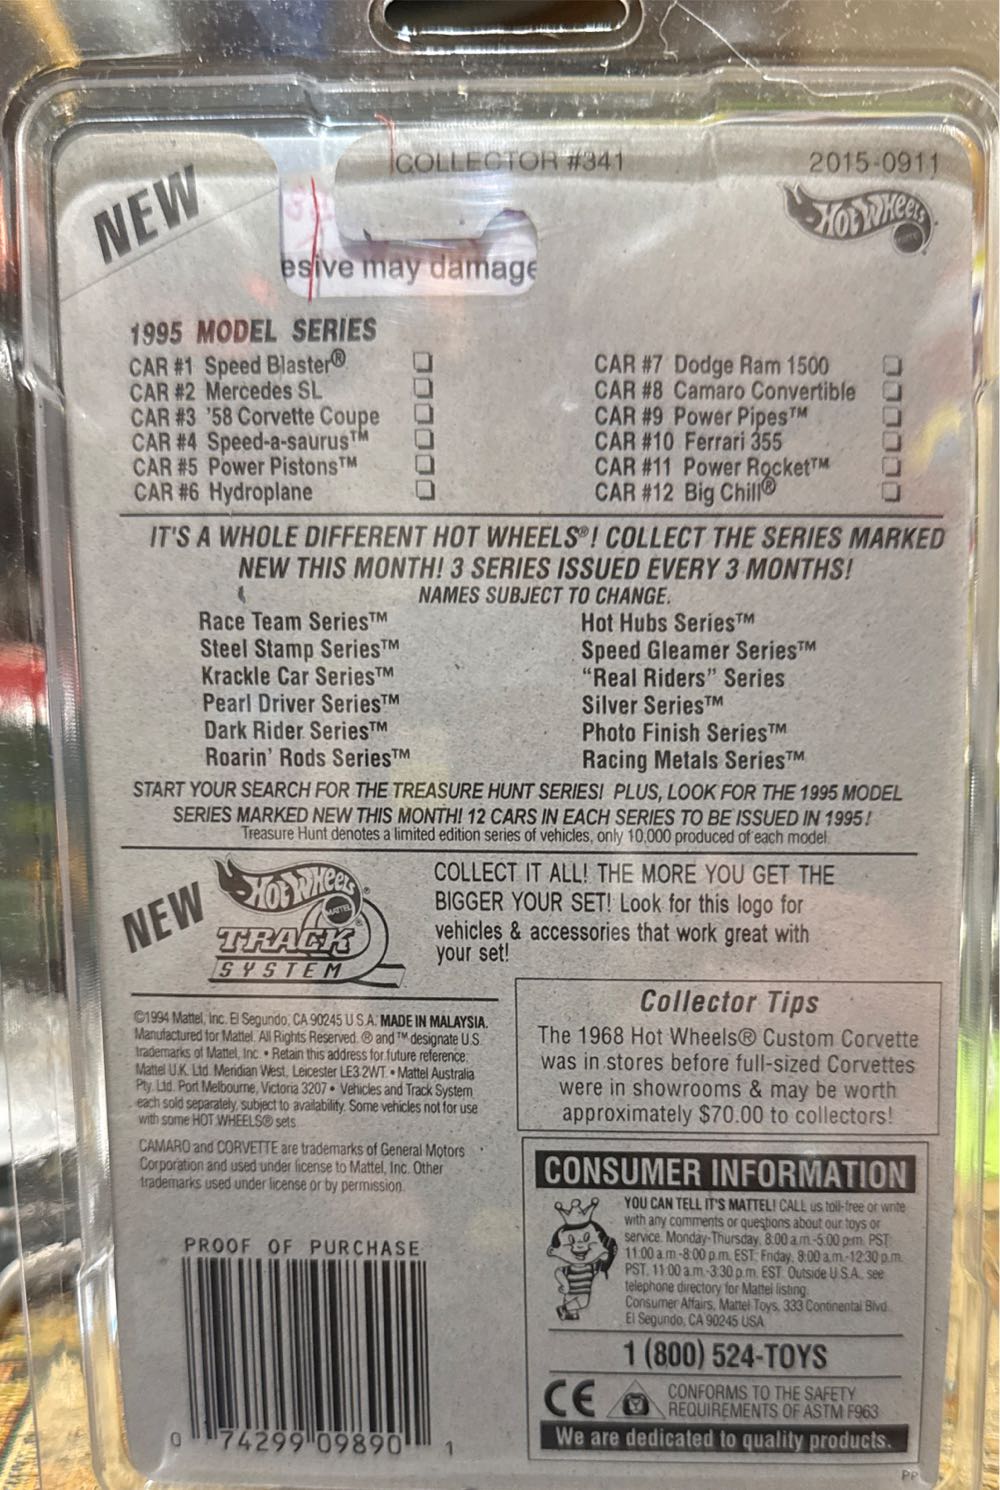 COLLECTOR #341
2015-0911
NEW
HOT WHEELS
esive may damage
1995 MODEL SERIES
CAR #1 Speed Blaster®
CAR #2 Mercedes SL
CAR #3 '58 Corvette Coupe
CAR #4 Speed-a-saurus™
CAR #5 Power Pistons™
CAR #6 Hydroplane
CAR #7 Dodge Ram 1500
CAR #8 Camaro Convertible
CAR #9 Power Pipes™
CAR #10 Ferrari 355
CAR #11 Power Rocket™
CAR #12 Big Chill®
IT'S A WHOLE DIFFERENT HOT WHEELS®! COLLECT THE SERIES MARKED
NEW THIS MONTH! 3 SERIES ISSUED EVERY 3 MONTHS!
NAMES SUBJECT TO CHANGE.
Race Team Series™
Steel Stamp Series™
Krackle Car Series™
Pearl Driver Series™
Dark Rider Series™
Roarin' Rods Series™
Hot Hubs Series™
Speed Gleamer Series™
“Real Riders” Series
Silver Series™
Photo Finish Series™
Racing Metals Series™
START YOUR SEARCH FOR THE TREASURE HUNT SERIES! PLUS, LOOK FOR THE 1995 MODEL
SERIES MARKED NEW THIS MONTH! 12 CARS IN EACH SERIES TO BE ISSUED IN 1995!
Treasure Hunt denotes a limited edition series of vehicles, only 10,000 produced of each model.
NEW
HOT WHEELS®
MATTEL
TRACK®
SYSTEM
COLLECT IT ALL! THE MORE YOU GET THE
BIGGER YOUR SET! Look for this logo for
vehicles & accessories that work great with
your set!
©1994 Mattel, Inc. El Segundo, CA 90245 U.S.A. MADE IN MALAYSIA.
Manufactured for Mattel. All Rights Reserved. ® and ™ designate U.S.
trademarks of Mattel, Inc. • Retain this address for future reference:
Mattel U.K. Ltd. Meridian West, Leicester LE3 2WT. • Mattel Australia
Pty. Ltd. Port Melbourne, Victoria 3207 • Vehicles and Track System
each sold separately, subject to availability. Some vehicles not for use
with some HOT WHEELS® sets.
CAMARO and CORVETTE are trademarks of General Motors
Corporation and used under license to Mattel, Inc. Other
trademarks used under license or by permission.
PROOF OF PURCHASE
0 74299 09890 1
Collector Tips
The 1968 Hot Wheels® Custom Corvette
was in stores before full-sized Corvettes
were in showrooms & may be worth
approximately $70.00 to collectors!
CONSUMER INFORMATION
YOU CAN TELL IT'S MATTEL! CALL us toll-free or write
with any comments or questions about our toys or
service. Monday-Thursday, 8:00 a.m.-5:00 p.m. PST,
11:00 a.m.-8:00 p.m. EST; Friday, 8:00 a.m.-12:30 p.m.
PST, 11:00 a.m.-3:30 p.m. EST. Outside U.S.A., see
telephone directory for Mattel listing.
Consumer Affairs, Mattel Toys, 333 Continental Blvd.
El Segundo, CA 90245 USA
1 (800) 524-TOYS
CE
CONFORMS TO THE SAFETY
REQUIREMENTS OF ASTM F963
We are dedicated to quality products.
PP